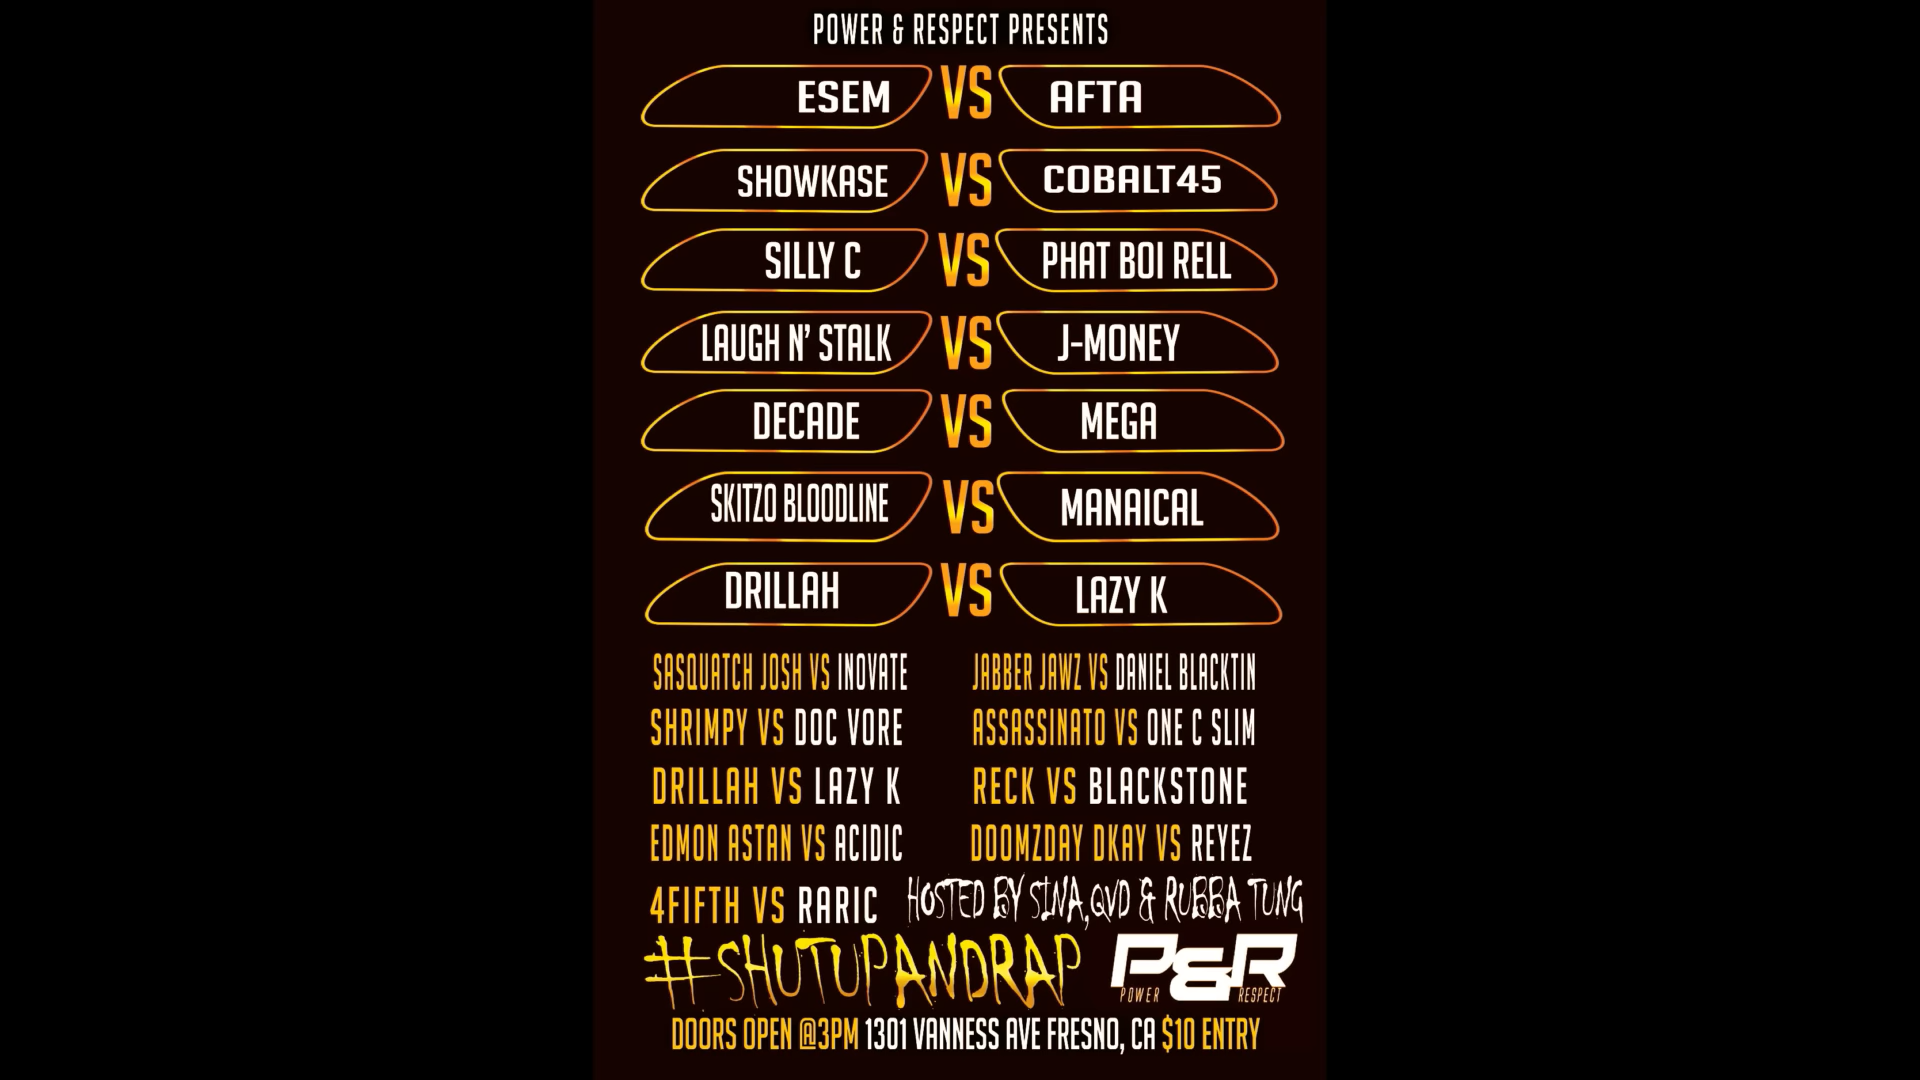 POWER & RESPECT PRESENTS
ESEM VS AFTA
SHOWKASE VS COBALT45
SILLY C VS PHAT BOI RELL
LAUGH N' STALK VS J-MONEY
DECADE VS MEGA
SKITZO BLOODLINE VS MANAICAL
DRILLAH VS LAZY K
SASQUATCH JOSH VS INOVATE
JABBER JAWZ VS DANIEL BLACKTIN
SHRIMPY VS DOC VORE
ASSASSINATO VS ONE C SLIM
DRILLAH VS LAZY K
RECK VS BLACKSTONE
EDMON ASTAN VS ACIDIC
DOOMZDAY DKAY VS REYEZ
4FIFTH VS RARIC
HOSTED BY SINA,QVD & RUBBA TUNG
#SHUTUPANDRAP
P&R
POWER RESPECT
DOORS OPEN @3PM 1301 VANNESS AVE FRESNO, CA $10 ENTRY